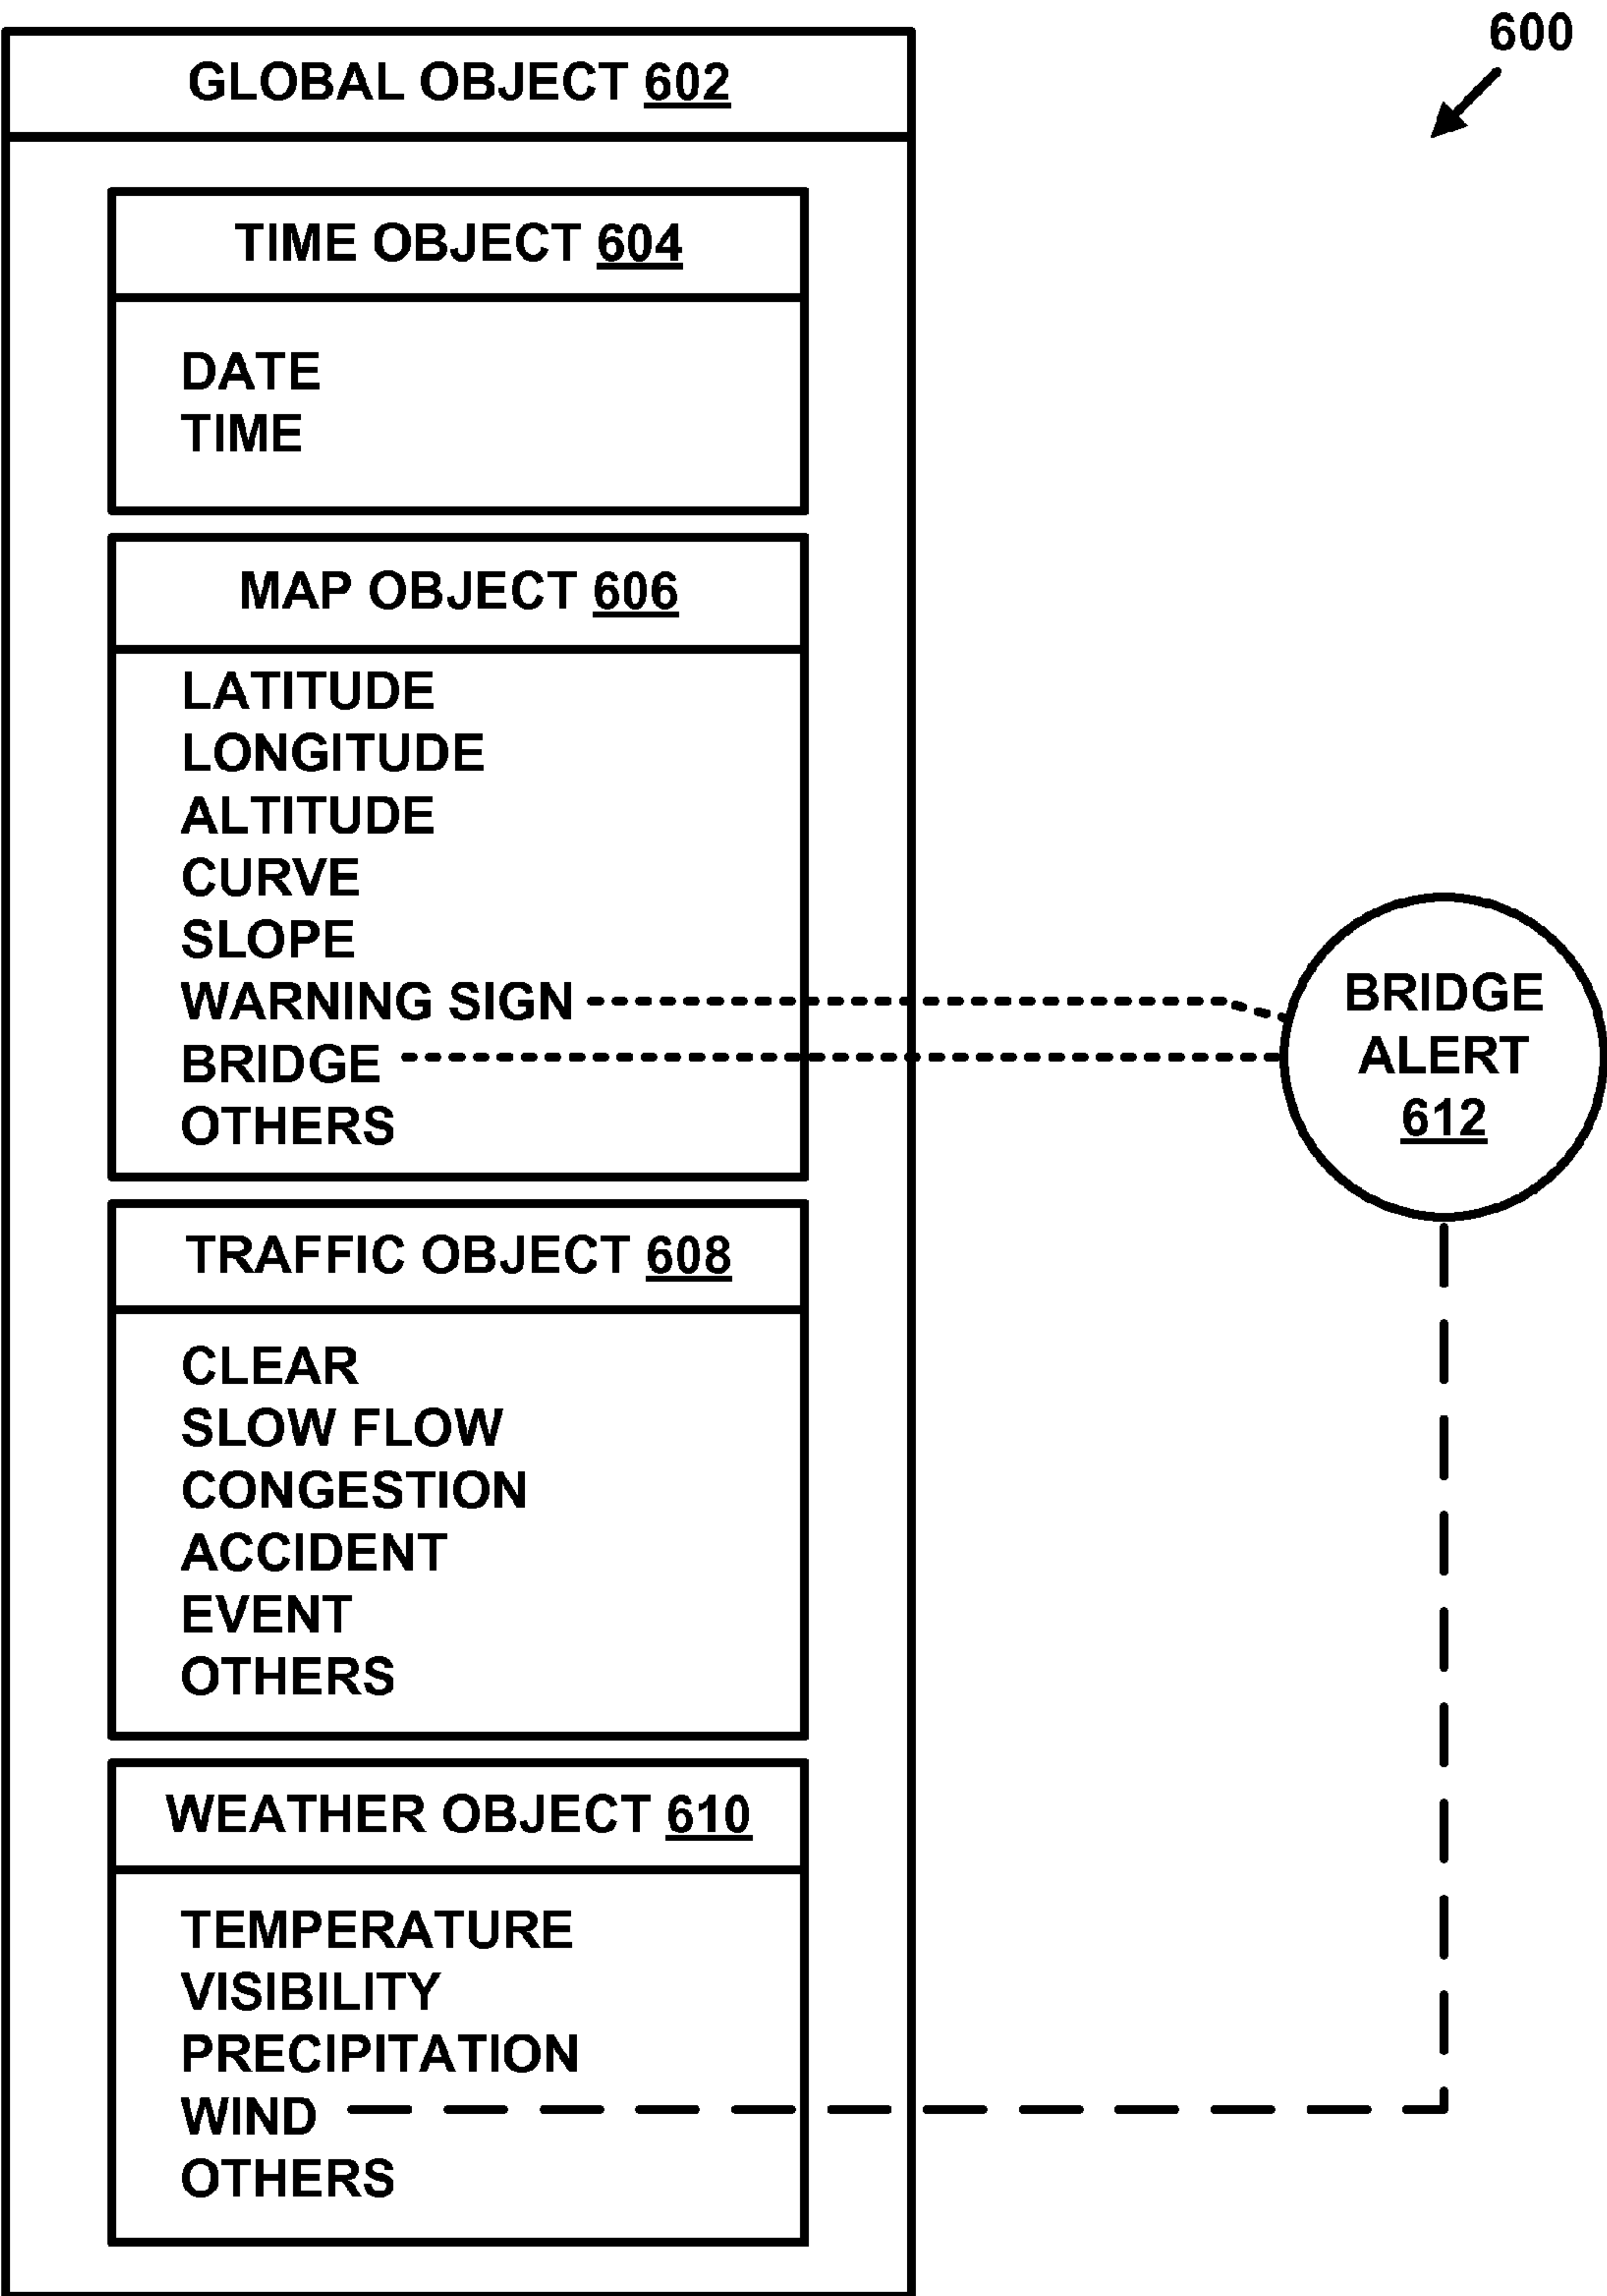 600
GLOBAL OBJECT 602
TIME OBJECT 604
DATE
TIME
MAP OBJECT 606
LATITUDE
LONGITUDE
ALTITUDE
CURVE
SLOPE
WARNING SIGN
BRIDGE
OTHERS
BRIDGE
ALERT
612
TRAFFIC OBJECT 608
CLEAR
SLOW FLOW
CONGESTION
ACCIDENT
EVENT
OTHERS
WEATHER OBJECT 610
TEMPERATURE
VISIBILITY
PRECIPITATION
WIND
OTHERS